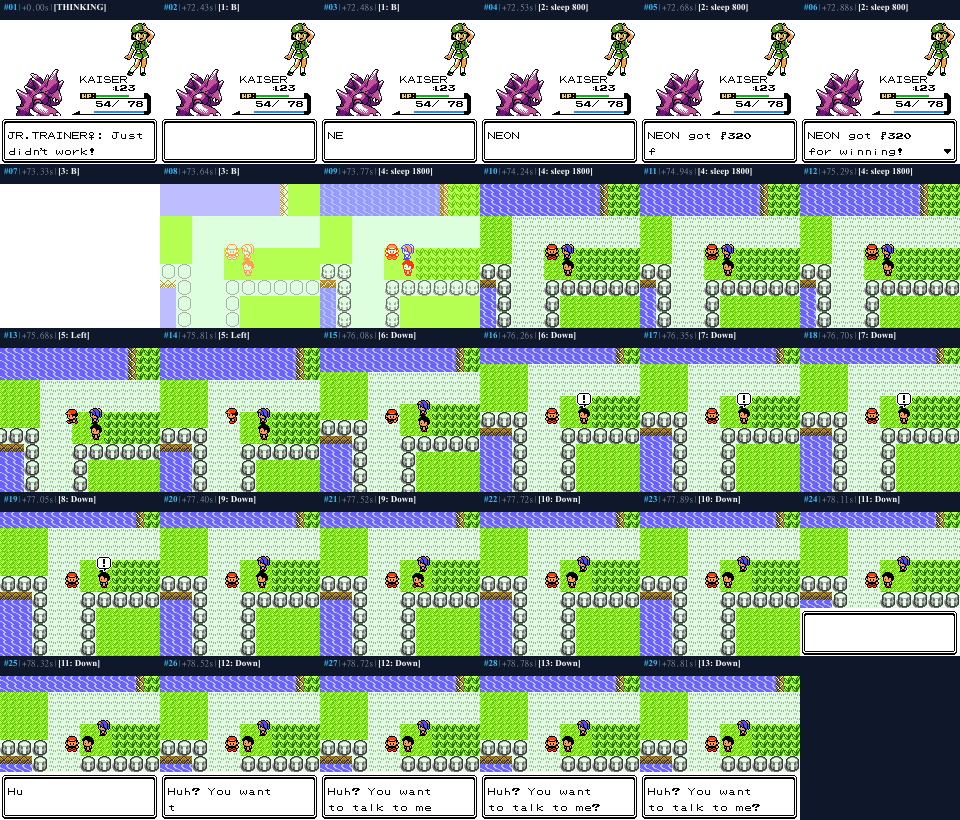 #01|+0.00s| [THINKING]
#02|+72.43s| [1: B]
#03|+72.48s| [1: B]
#04|+72.53s| [2: sleep 800]
#05|+72.68s| [2: sleep 800]
#06|+72.88s| [2: sleep 800]
KAISER
:L23
HP:
54/ 78
KAISER
:L23
HP:
54/ 78
KAISER
:L23
HP:
54/ 78
KAISER
:L23
HP:
54/ 78
KAISER
:L23
HP:
54/ 78
KAISER
:L23
HP:
54/ 78
JR.TRAINER♀: Just
didn't work!
NE
NEON
NEON got ₽320
f
NEON got ₽320
for winning!
#07|+73.33s| [3: B]
#08|+73.64s| [3: B]
#09|+73.77s| [4: sleep 1800]
#10|+74.24s| [4: sleep 1800]
#11|+74.94s| [4: sleep 1800]
#12|+75.29s| [4: sleep 1800]
#13|+75.68s| [5: Left]
#14|+75.81s| [5: Left]
#15|+76.08s| [6: Down]
#16|+76.26s| [6: Down]
#17|+76.35s| [7: Down]
#18|+76.70s| [7: Down]
!
!
!
#19|+77.05s| [8: Down]
#20|+77.40s| [9: Down]
#21|+77.52s| [9: Down]
#22|+77.72s| [10: Down]
#23|+77.89s| [10: Down]
#24|+78.11s| [11: Down]
!
#25|+78.32s| [11: Down]
#26|+78.52s| [12: Down]
#27|+78.72s| [12: Down]
#28|+78.78s| [13: Down]
#29|+78.81s| [13: Down]
Hu
Huh? You want
t
Huh? You want
to talk to me
Huh? You want
to talk to me?
Huh? You want
to talk to me?